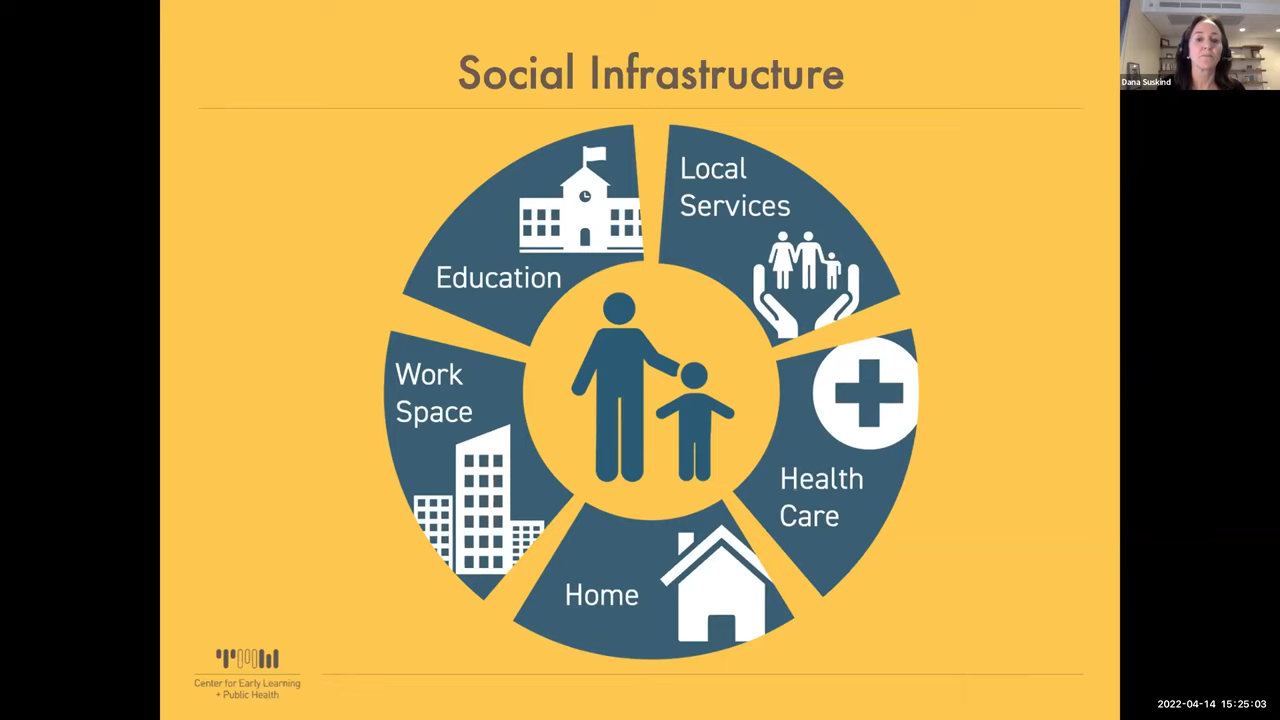 Social Infrastructure
Dana Suskind
Local
Services
Education
Work
Space
Health
Care
Home
TMW
Center for Early Learning
+ Public Health
2022-04-14 15:25:03